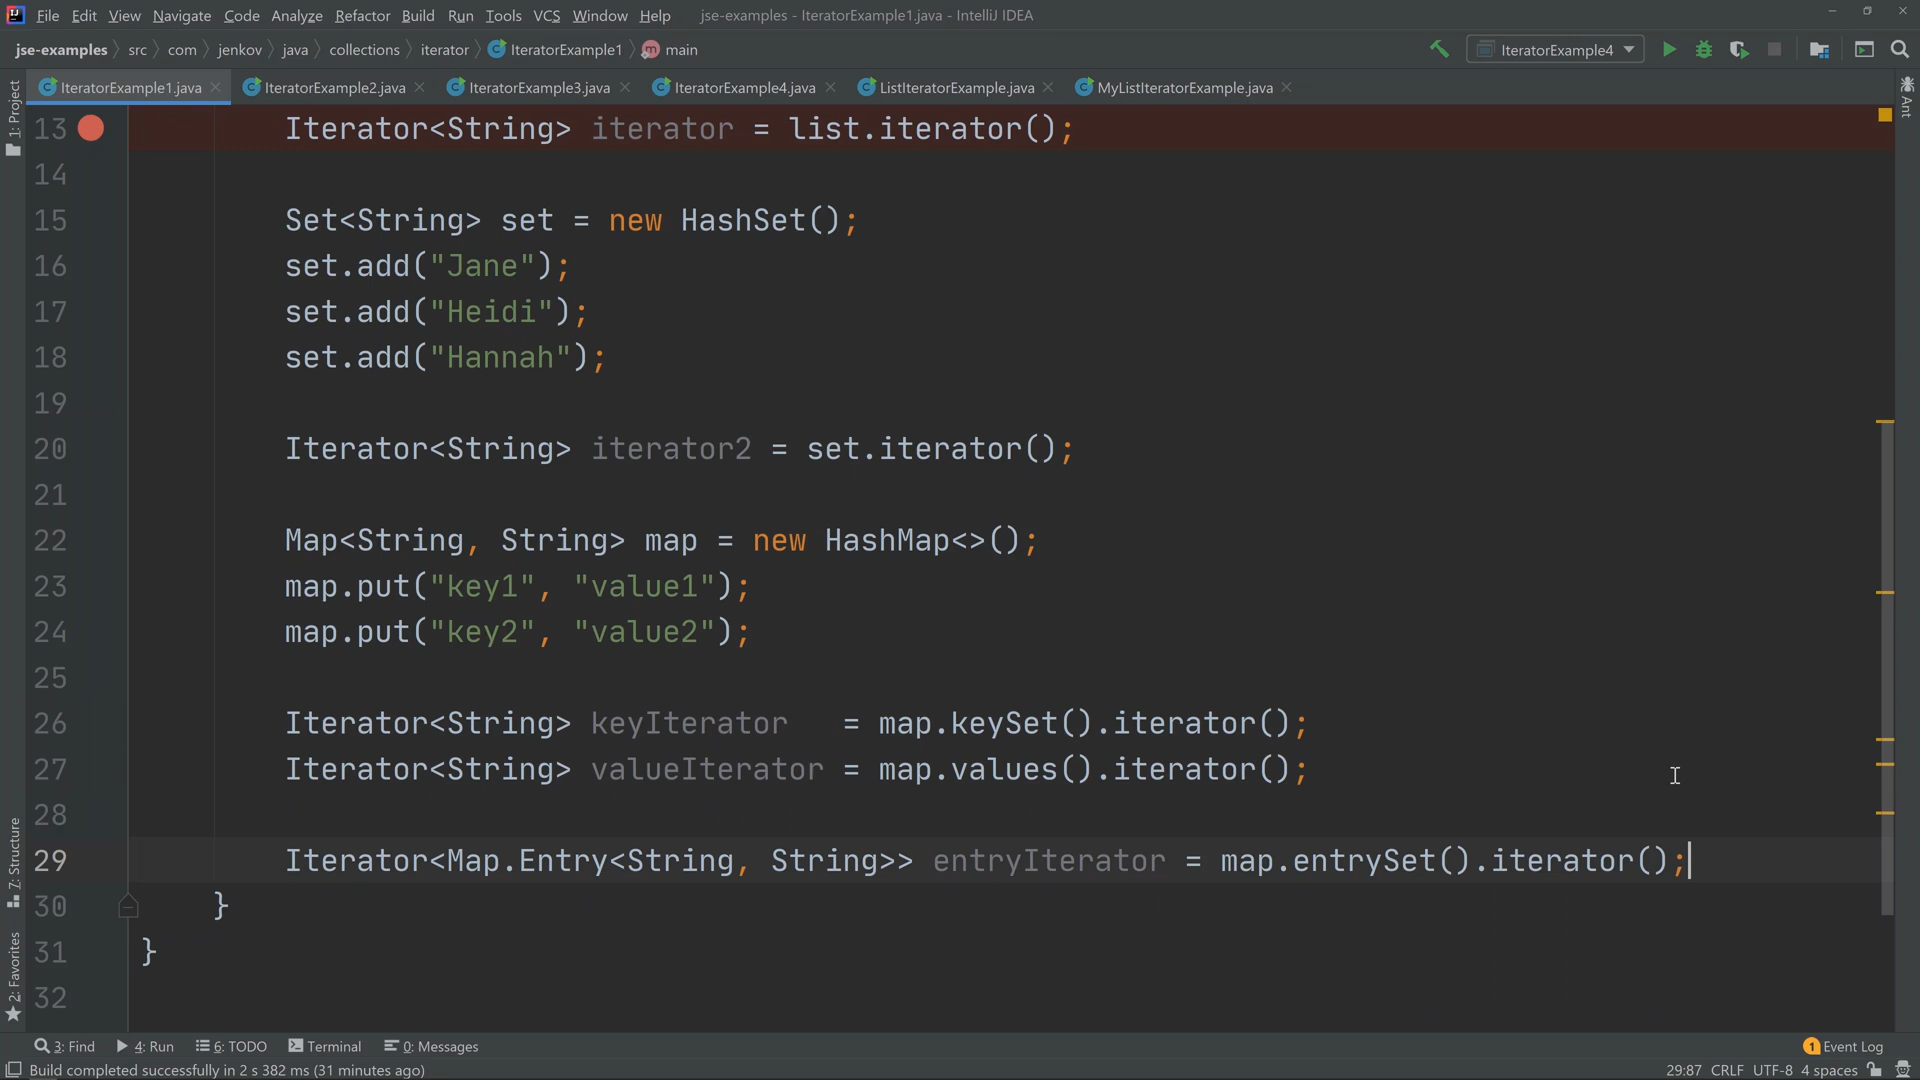 File Edit View Navigate Code Analyze Refactor Build Run Tools VCS Window Help jse-examples - IteratorExample1.java - IntelliJ IDEA
jse-examples src com jenkov java collections iterator IteratorExample1 main IteratorExample4
IteratorExample1.java IteratorExample2.java IteratorExample3.java IteratorExample4.java ListIteratorExample.java MyListIteratorExample.java
1: Project
Ant
13 Iterator<String> iterator = list.iterator();
14
15 Set<String> set = new HashSet();
16 set.add("Jane");
17 set.add("Heidi");
18 set.add("Hannah");
19
20 Iterator<String> iterator2 = set.iterator();
21
22 Map<String, String> map = new HashMap<>();
23 map.put("key1", "value1");
24 map.put("key2", "value2");
25
26 Iterator<String> keyIterator   = map.keySet().iterator();
27 Iterator<String> valueIterator = map.values().iterator();
28
29 Iterator<Map.Entry<String, String>> entryIterator = map.entrySet().iterator();
30 }
31 }
32
7: Structure
2: Favorites
3: Find 4: Run 6: TODO Terminal 0: Messages 1 Event Log
Build completed successfully in 2 s 382 ms (31 minutes ago) 29:87 CRLF UTF-8 4 spaces